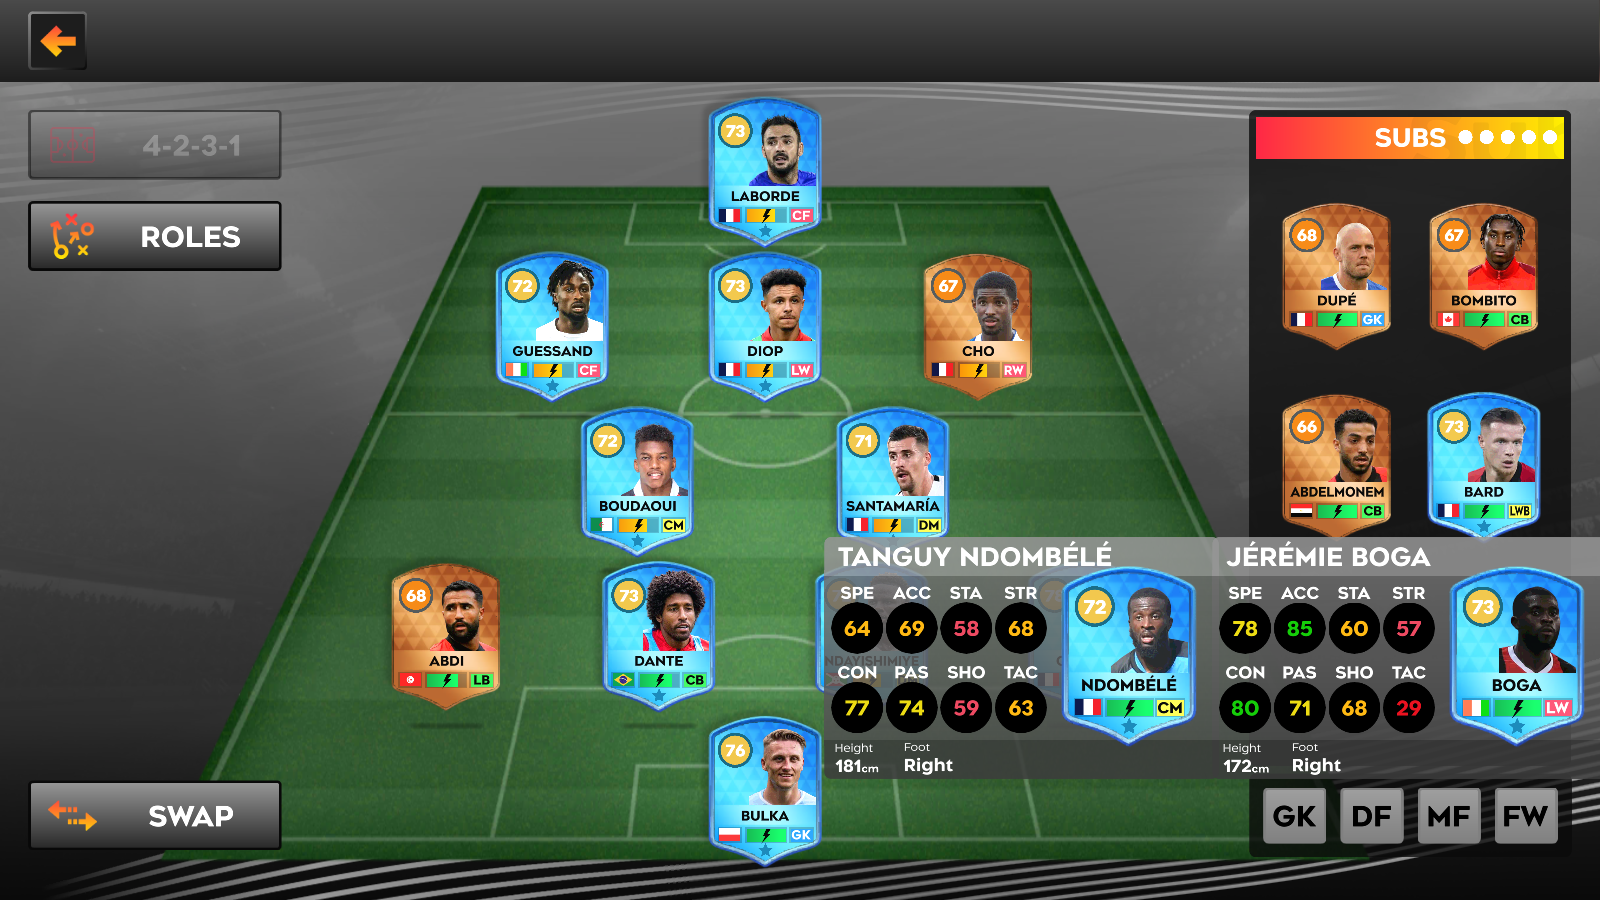 4-2-3-1
ROLES
SWAP
73
LABORDE
CF
72
GUESSAND
CF
73
DIOP
LW
67
CHO
RW
72
BOUDAOUI
CM
71
SANTAMARÍA
DM
68
ABDI
LB
73
DANTE
CB
NDAYISHIMIYE
76
BULKA
GK
SUBS
68
DUPÉ
GK
67
BOMBITO
CB
66
ABDELMONEM
CB
73
BARD
LWB
TANGUY NDOMBÉLÉ
SPE ACC STA STR
64 69 58 68
CON PAS SHO TAC
77 74 59 63
Height Foot
181cm Right
72
NDOMBÉLÉ
CM
JÉRÉMIE BOGA
SPE ACC STA STR
78 85 60 57
CON PAS SHO TAC
80 71 68 29
Height Foot
172cm Right
73
BOGA
LW
GK DF MF FW